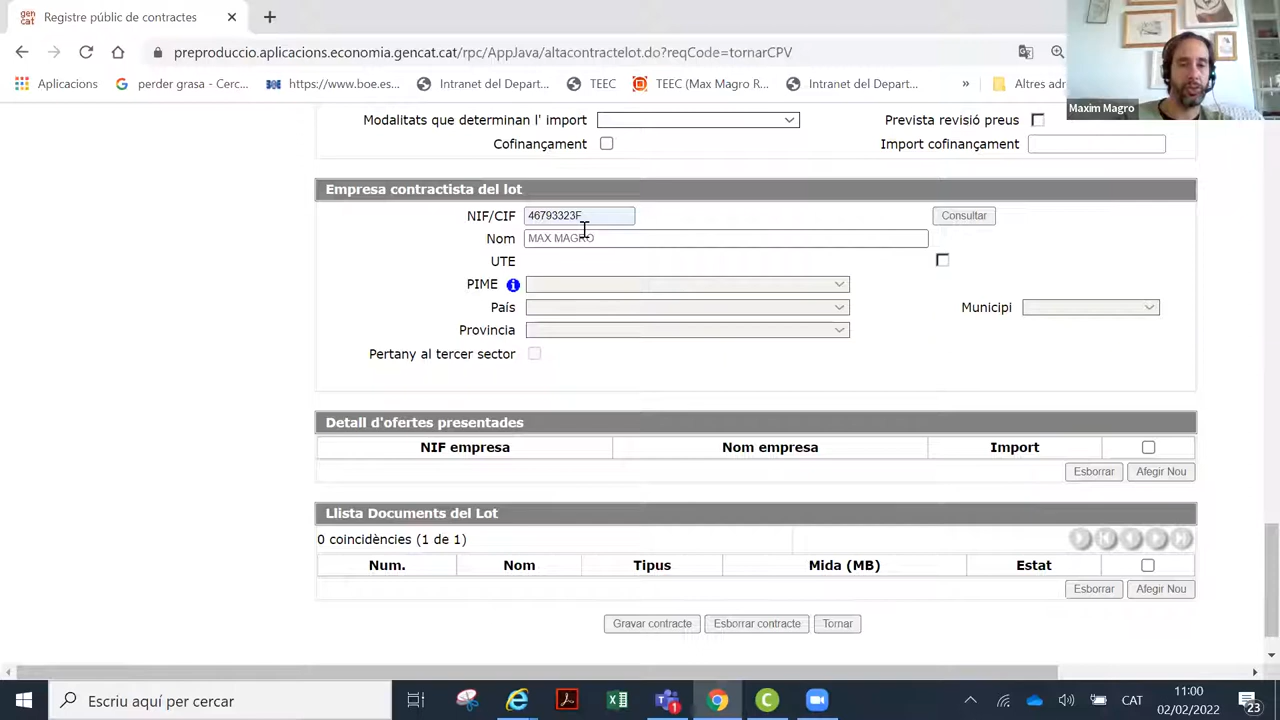 gen
cat
Registre públic de contractes
preproduccio.aplicacions.economia.gencat.cat/rpc/AppJava/altacontractelot.do?reqCode=tornarCPV
Aplicacions
perder grasa - Cerc...
https://www.boe.es...
Intranet del Depart...
TEEC
TEEC (Max Magro R...
Intranet del Depart...
»
Altres adr
Maxim Magro
Modalitats que determinan l' import
Prevista revisió preus
Cofinançament
Import cofinançament
Empresa contractista del lot
NIF/CIF
46793323F
Consultar
Nom
MAX MAGRO
UTE
PIME
País
Municipi
Provincia
Pertany al tercer sector
Detall d'ofertes presentades
NIF empresa
Nom empresa
Import
Esborrar
Afegir Nou
Llista Documents del Lot
0 coincidències (1 de 1)
Num.
Nom
Tipus
Mida (MB)
Estat
Esborrar
Afegir Nou
Gravar contracte
Esborrar contracte
Tornar
Escriu aquí per cercar
CAT
11:00
02/02/2022
23